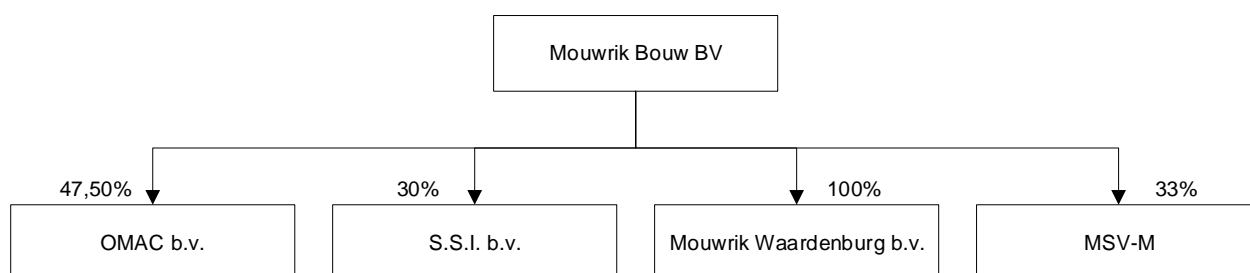 Mouwrik Bouw BV
47,50%
30%
100%
33%
OMAC b.v.
S.S.I. b.v.
Mouwrik Waardenburg b.v.
MSV-M